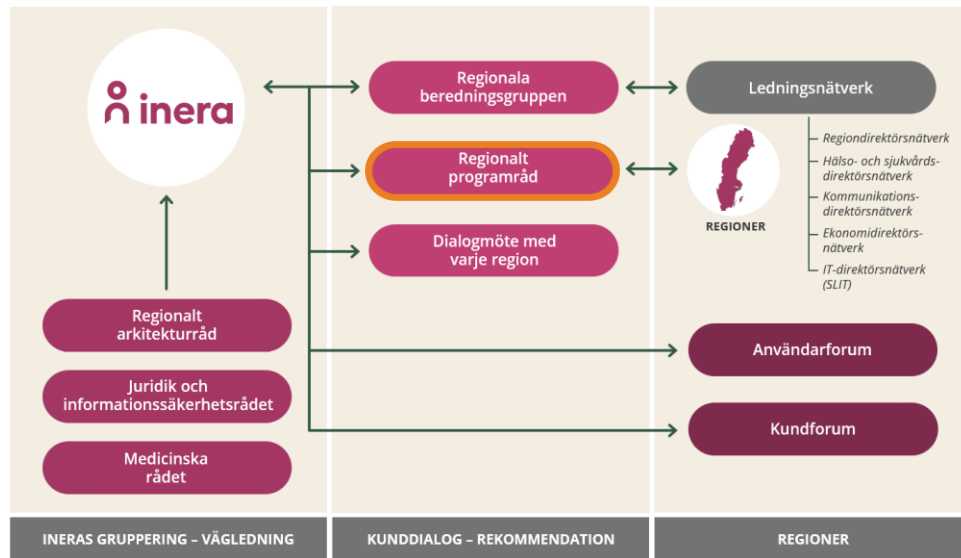 inera
Regionalt
arkitekturråd
Juridik och
informationssäkerhetsrådet
Medicinska
rådet
INERAS GRUPPERING – VÄGLEDNING
Regionala
beredningsgruppen
Regionalt
programråd
Dialogmöte med
varje region
KUNDDIALOG – REKOMMENDATION
Ledningsnätverk
Regiondirektörsnätverk
Hälso- och sjukvårds-
direktörsnätverk
Kommunikations-
direktörsnätverk
Ekonomidirektörs-
nätverk
IT-direktörsnätverk
(SLIT)
REGIONER
Användarforum
Kundforum
REGIONER